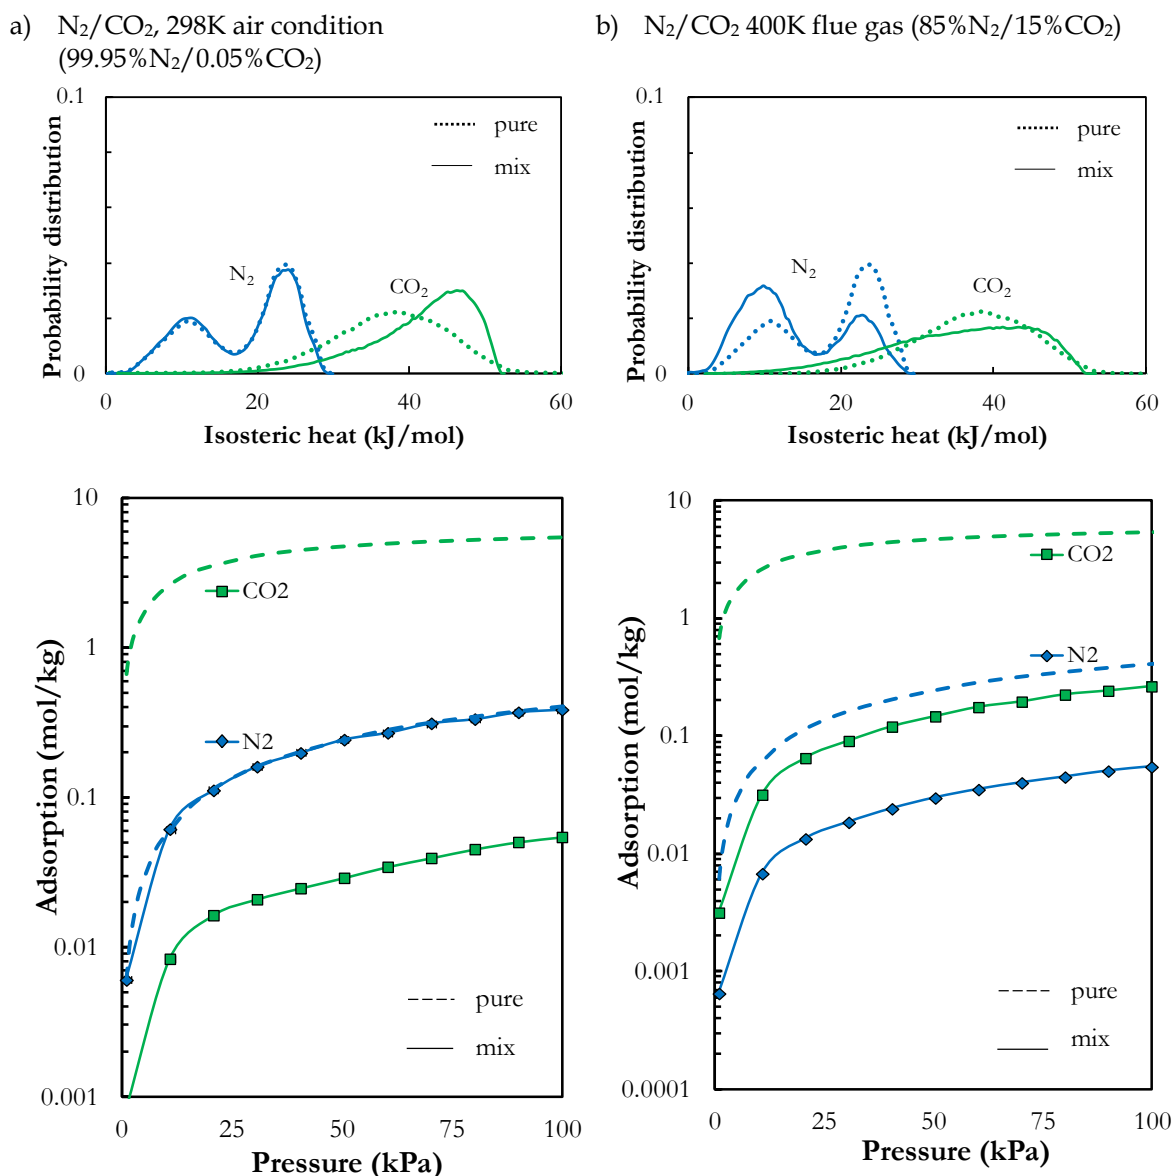 a) N₂/CO₂, 298K air condition
(99.95%N₂/0.05%CO₂)
0.1
pure
mix
N₂
CO₂
Probability distribution
0
0 20 40 60
Isosteric heat (kJ/mol)
b) N₂/CO₂ 400K flue gas (85%N₂/15%CO₂)
0.1
pure
mix
N₂
CO₂
Probability distribution
0
0 20 40 60
Isosteric heat (kJ/mol)
10
CO2
1
N2
0.1
0.01
pure
mix
0.001
Adsorption (mol/kg)
0 25 50 75 100
Pressure (kPa)
10
CO2
1
N2
0.1
0.01
0.001
pure
mix
0.0001
Adsorption (mol/kg)
0 25 50 75 100
Pressure (kPa)